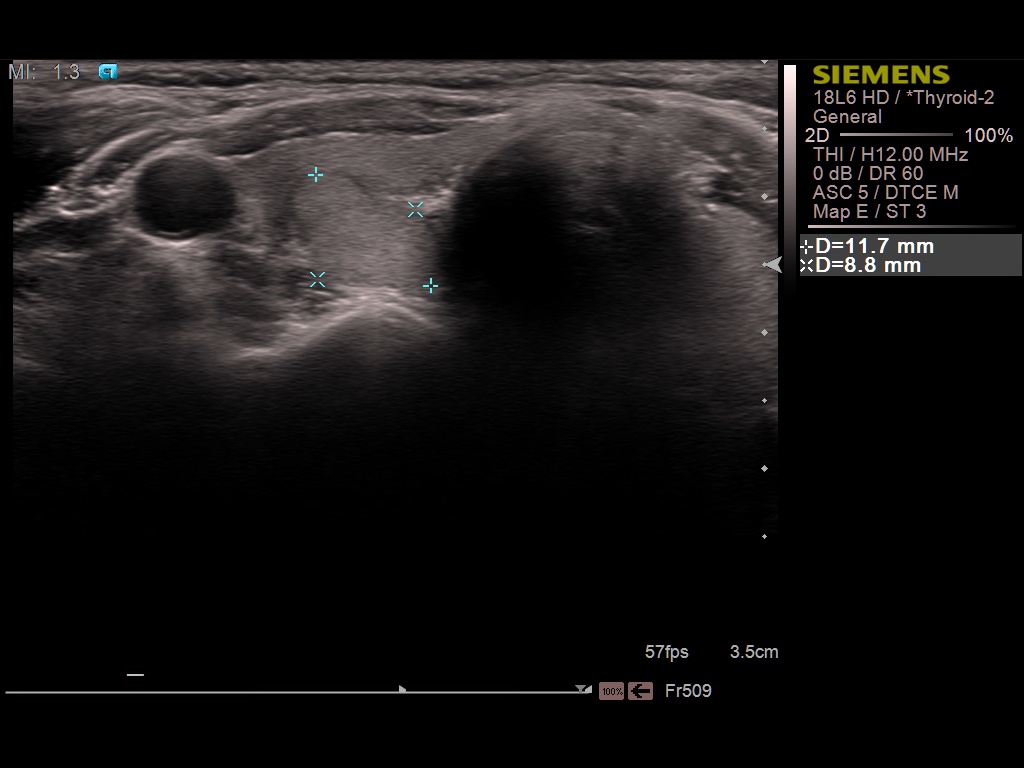 MI: 1.3
SIEMENS
18L6 HD / *Thyroid-2
General
2D 100%
THI / H12.00 MHz
0 dB / DR 60
ASC 5 / DTCE M
Map E / ST 3
D=11.7 mm
D=8.8 mm
57fps 3.5cm
100% Fr509